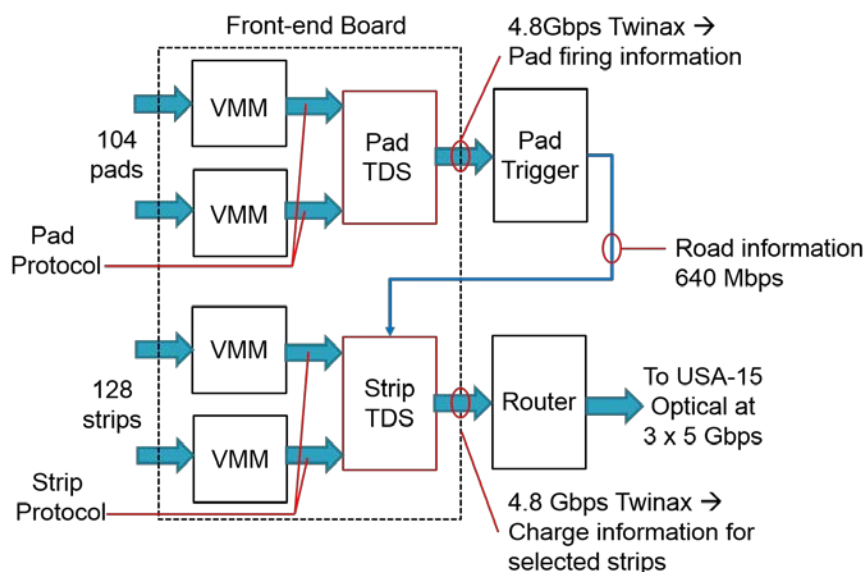 Front-end Board
4.8Gbps Twinax →
Pad firing information
VMM
104
pads
VMM
Pad
TDS
Pad
Trigger
Pad
Protocol
Road information
640 Mbps
VMM
128
strips
VMM
Strip
TDS
Router
To USA-15
Optical at
3 x 5 Gbps
Strip
Protocol
4.8 Gbps Twinax →
Charge information for
selected strips